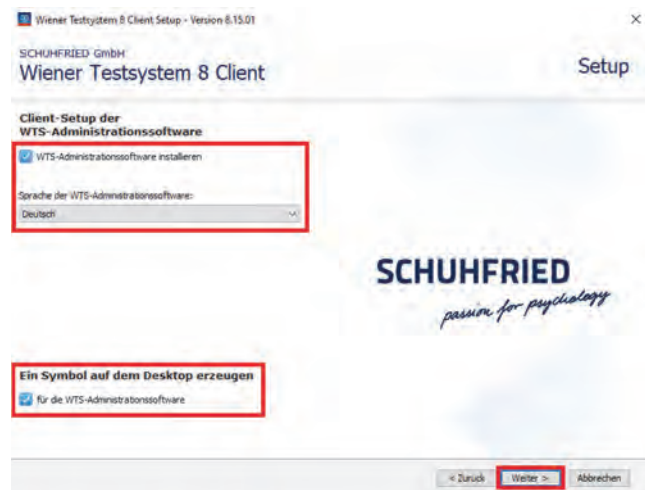 Wiener Testsystem 8 Client Setup - Version 8.15.01
SCHUHFRIED GmbH
Wiener Testsystem 8 Client
Setup
Client-Setup der
WTS-Administrationssoftware
WTS-Administrationssoftware installieren
Sprache der WTS-Administrationssoftware:
Deutsch
SCHUHFRIED
passion for psychology
Ein Symbol auf dem Desktop erzeugen
für die WTS-Administrationssoftware
< Zurück
Weiter >
Abbrechen